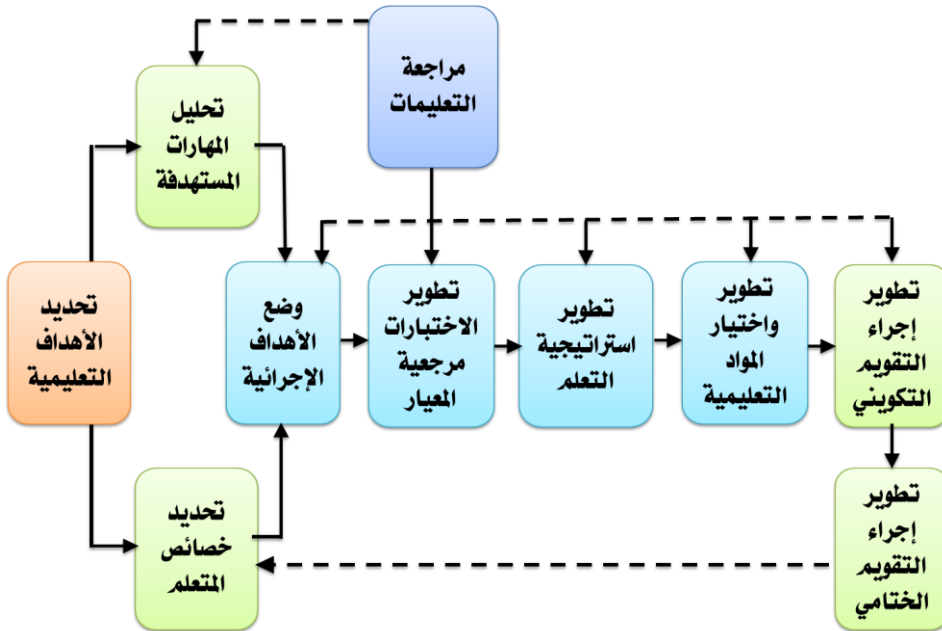 مراجعة
التعليمات
تحليل
المهارات
المستهدفة
تحديد
الأهداف
التعليمية
وضع
الأهداف
الإجرائية
تطوير
الاختبارات
مرجعية
المعيار
تطوير
استراتيجية
التعلم
تطوير
واختيار
المواد
التعليمية
تطوير
إجراء
التقويم
التكويني
تحديد
خصائص
المتعلم
تطوير
إجراء
التقويم
الختامي